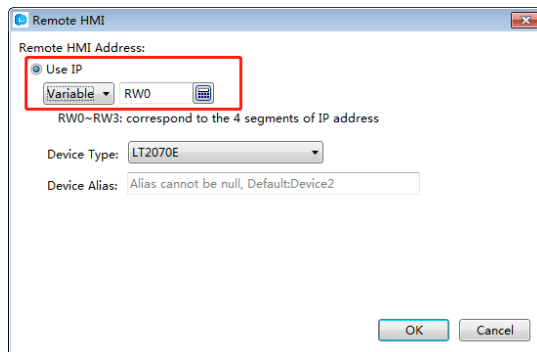 Remote HMI
Remote HMI Address:
Use IP
Variable RW0
RW0~RW3: correspond to the 4 segments of IP address
Device Type: LT2070E
Device Alias: Alias cannot be null, Default:Device2
OK Cancel